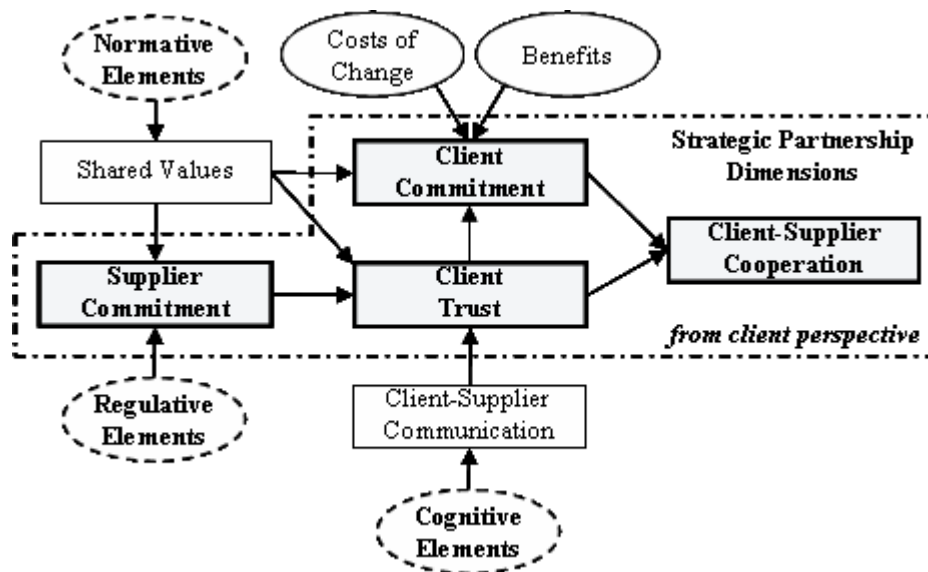 Normative
Elements
Costs of
Change
Benefits
Shared Values
Client
Commitment
Strategic Partnership
Dimensions
Client-Supplier
Cooperation
Supplier
Commitment
Client
Trust
from client perspective
Regulative
Elements
Client-Supplier
Communication
Cognitive
Elements